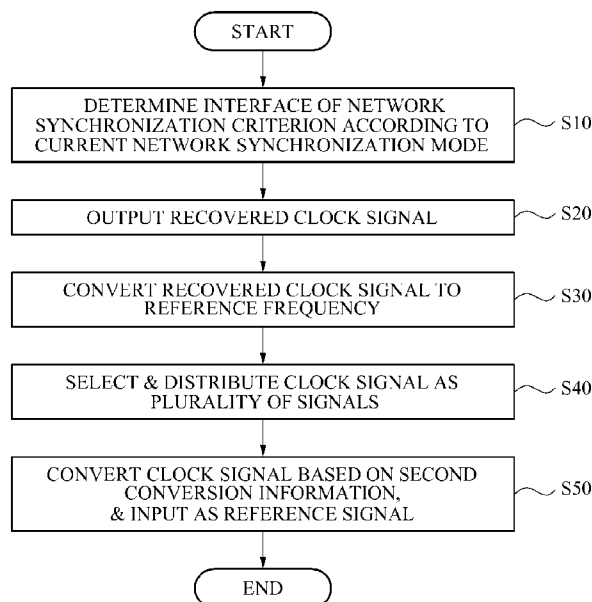 START
DETERMINE INTERFACE OF NETWORK
SYNCHRONIZATION CRITERION ACCORDING TO
CURRENT NETWORK SYNCHRONIZATION MODE
S10
OUTPUT RECOVERED CLOCK SIGNAL
S20
CONVERT RECOVERED CLOCK SIGNAL TO
REFERENCE FREQUENCY
S30
SELECT & DISTRIBUTE CLOCK SIGNAL AS
PLURALITY OF SIGNALS
S40
CONVERT CLOCK SIGNAL BASED ON SECOND
CONVERSION INFORMATION,
& INPUT AS REFERENCE SIGNAL
S50
END